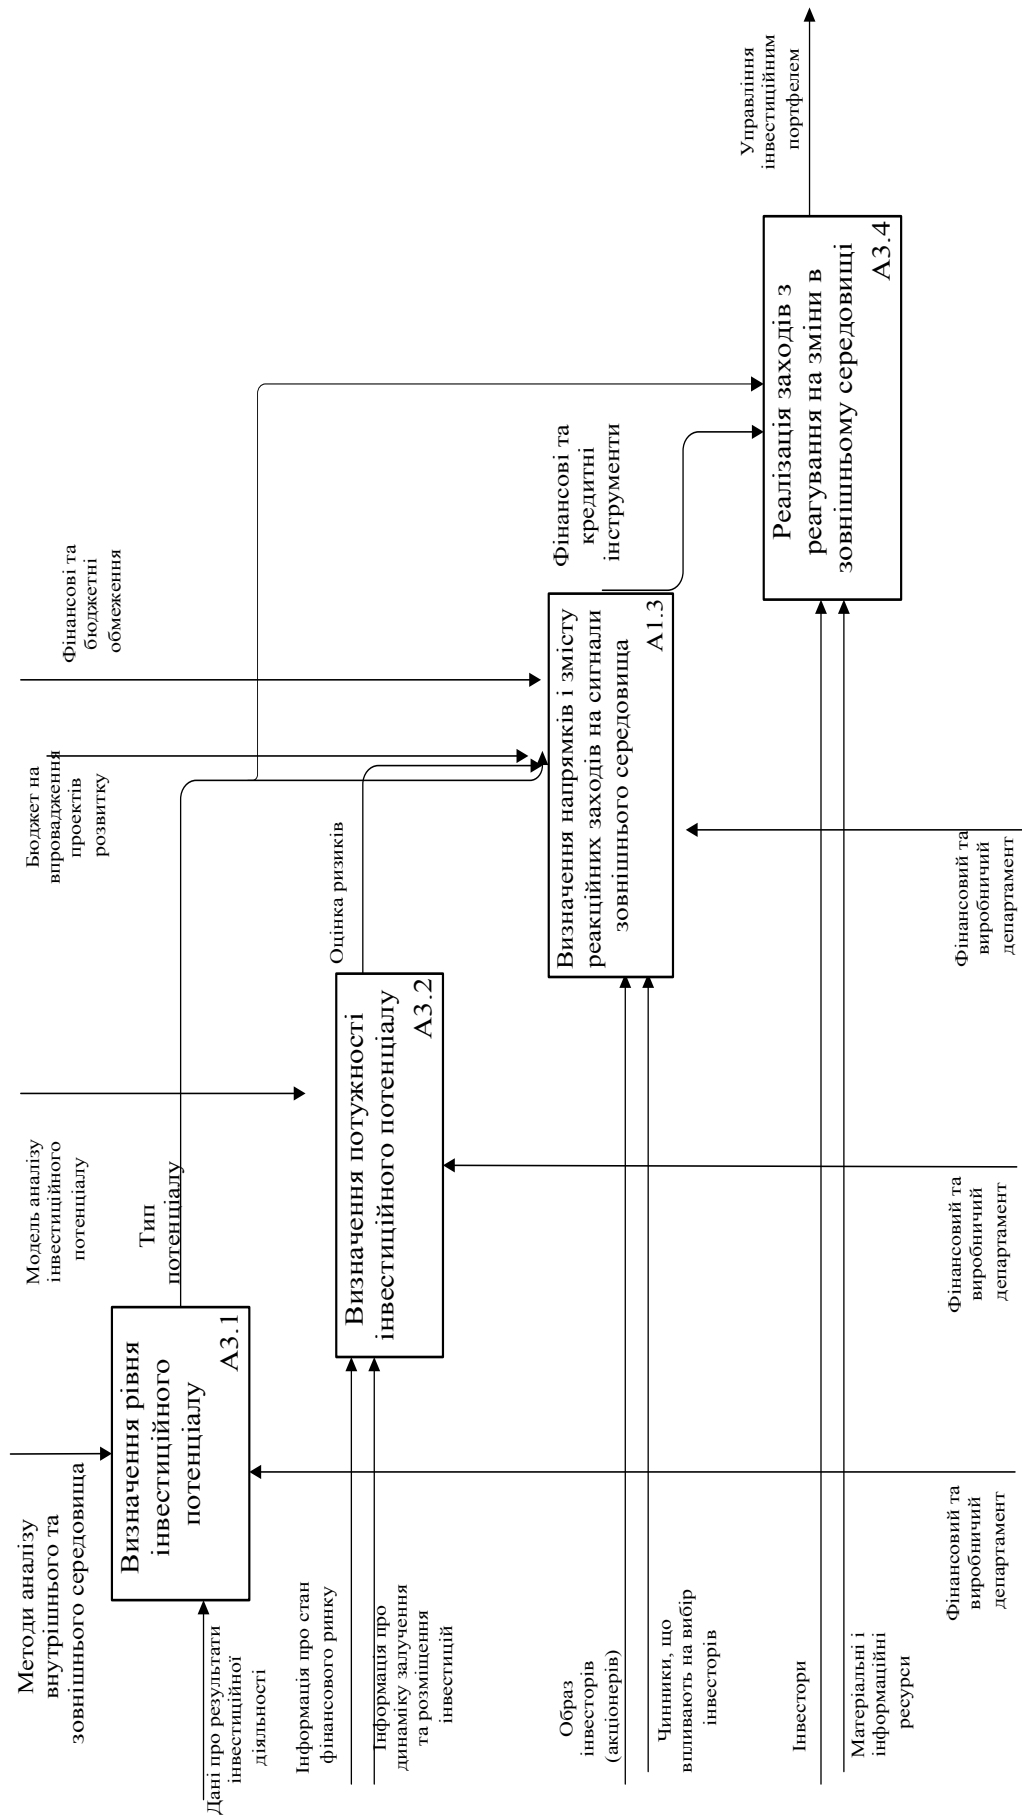 Методи аналізу
внутрішнього та
зовнішнього середовища
Модель аналізу
інвестиційного
потенціалу
Бюджет на
впровадження
проектів
розвитку
Фінансові та
бюджетні
обмеження
Визначення рівня
інвестиційного
потенціалу
А3.1
Тип
потенціалу
Дані про результати
інвестиційної
діяльності
Визначення потужності
інвестиційного потенціалу
А3.2
Оцінка ризиків
Інформація про стан
фінансового ринку
Інформація про
динаміку залучення
та розміщення
інвестицій
Визначення напрямків і змісту
реакційних заходів на сигнали
зовнішнього середовища
А1.3
Фінансові та
кредитні
інструменти
Образ
інвесторів
(акціонерів)
Чинники, що
впливають на вибір
інвесторів
Реалізація заходів з
реагування на зміни в
зовнішньому середовищі
А3.4
Управління
інвестиційним
портфелем
Інвестори
Матеріальні і
інформаційні
ресурси
Фінансовий та
виробничий
департамент
Фінансовий та
виробничий
департамент
Фінансовий та
виробничий
департамент